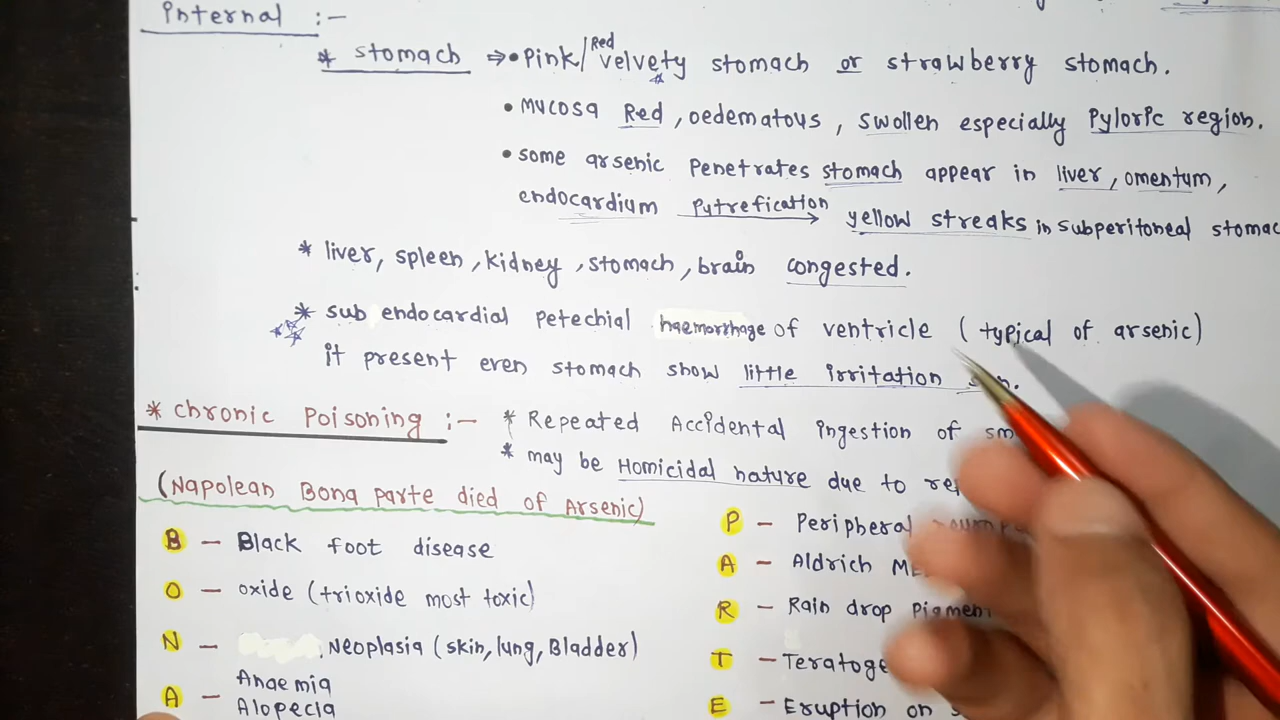 internal :-
* stomach ⇒ • Pink/Red velvety stomach or strawberry stomach.
• Mucosa Red, oedematous, swollen especially Pyloric region.
• some arsenic Penetrates stomach appear in liver, omentum,
endocardium Putrefication → yellow streaks in subperitoneal
* liver, spleen, kidney, stomach, brain congested.
* sub endocardial petechial haemorrhage of ventricle (typical of arsenic)
it present even stomach show little irritation
* Chronic Poisoning :- * Repeated Accidental ingestion of
* may be Homicidal nature due to
(Napolean Bona parte died of Arsenic)
B - Black foot disease
O - oxide (trioxide most toxic)
N - Neoplasia (skin, lung, Bladder)
A - Anaemia
Alopecia
P - Peripheral
A - Aldrich
R - Rain drop
T -
E - Eruption on